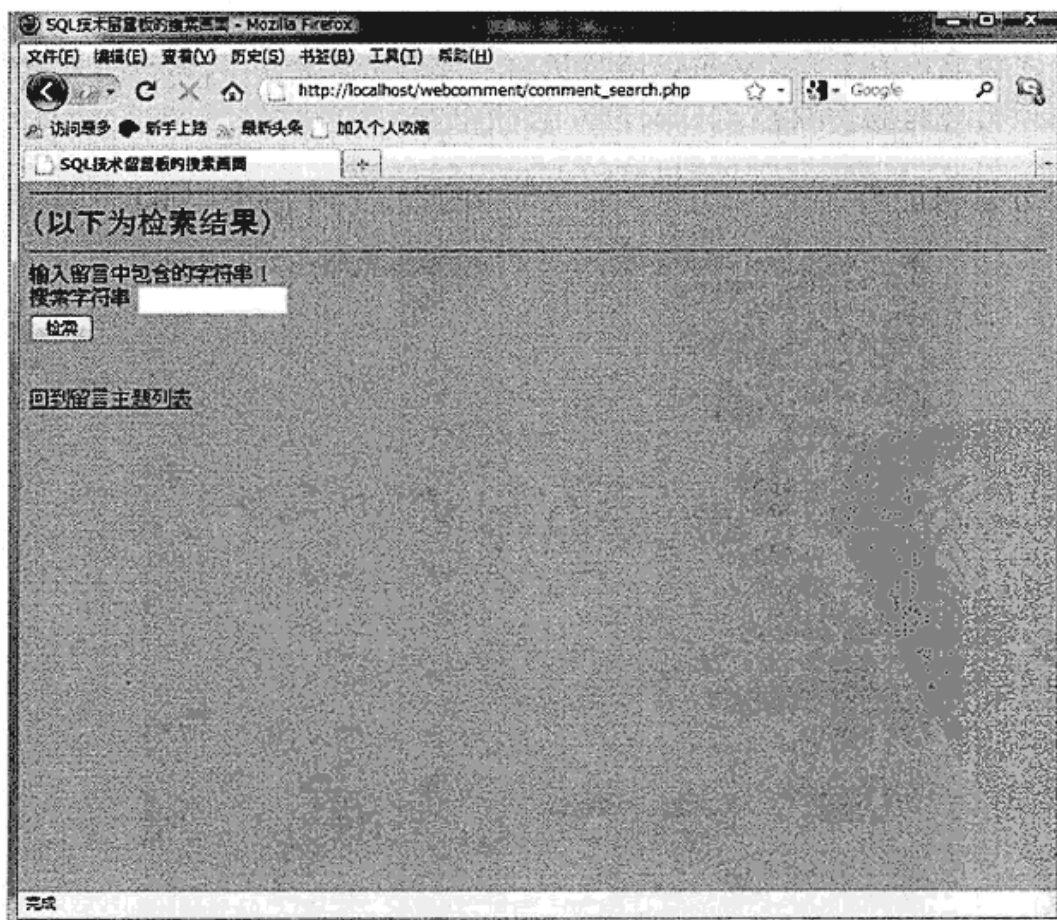 SQL技术留言板的搜索画面 - Mozilla Firefox
文件(E) 编辑(E) 查看(V) 历史(S) 书签(B) 工具(T) 帮助(H)
http://localhost/webcomment/comment_search.php
Google
访问最多 新手上路 最新头条 加入个人收藏
SQL技术留言板的搜索画面
(以下为检索结果)
输入留言中包含的字符串!
搜索字符串
检索
回到留言主题列表
完成